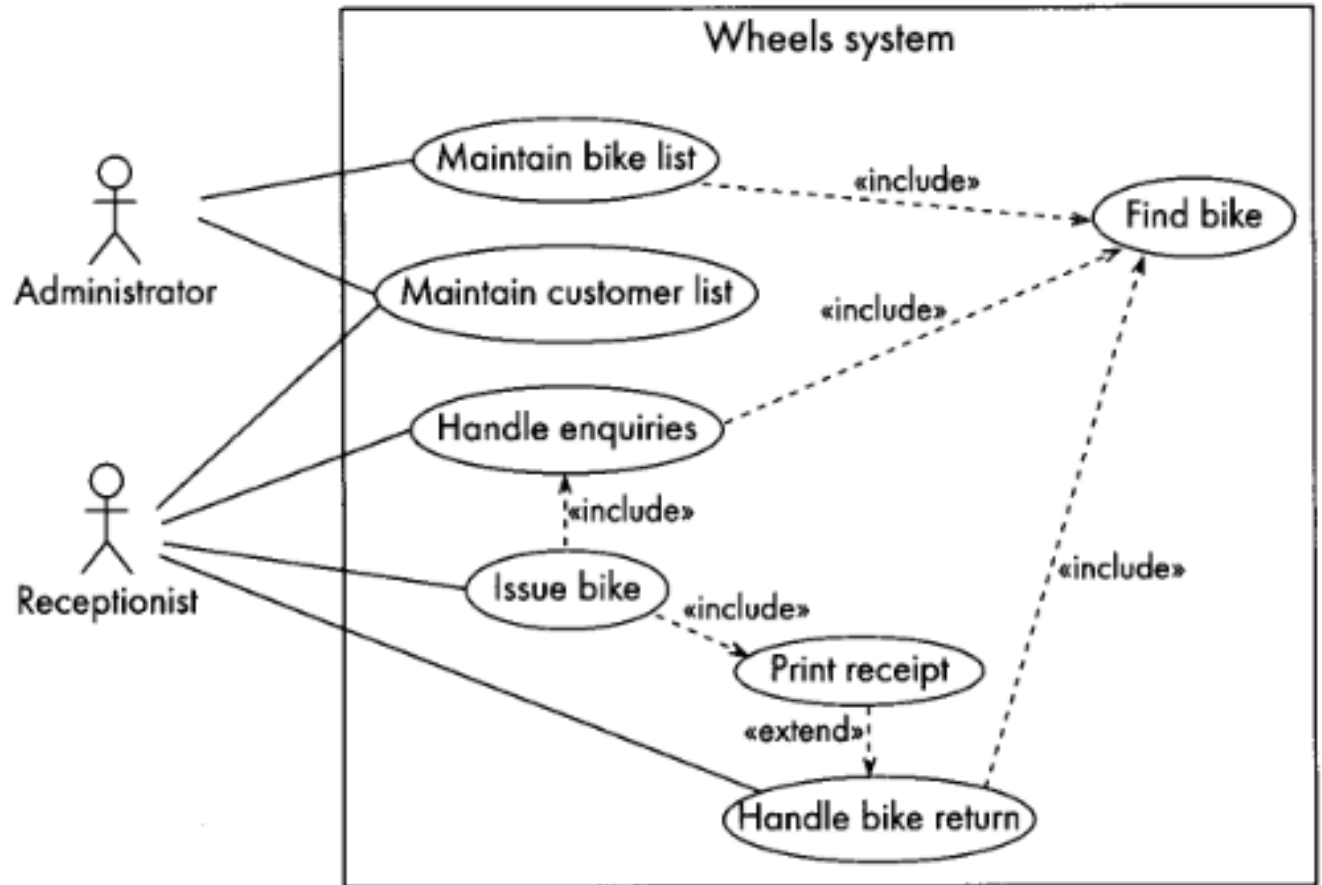 Wheels system
Maintain bike list
«include»
Find bike
Administrator
Maintain customer list
«include»
Handle enquiries
«include»
Receptionist
Issue bike
«include»
«include»
Print receipt
«extend»
Handle bike return